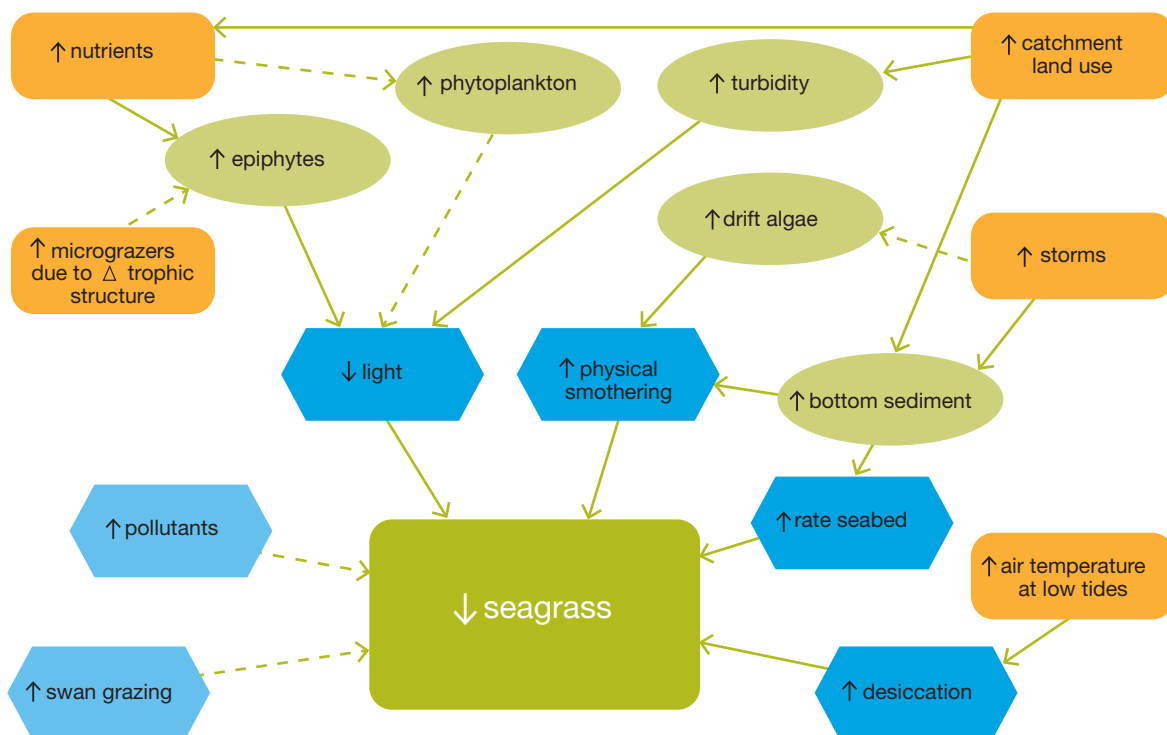 ↑ nutrients
↑ catchment
land use
↑ phytoplankton
↑ turbidity
↑ epiphytes
↑ drift algae
↑ micrograzers
due to Δ trophic
structure
↑ storms
↓ light
↑ physical
smothering
↑ bottom sediment
↑ pollutants
↑ rate seabed
↑ air temperature
at low tides
↓ seagrass
↑ swan grazing
↑ desiccation